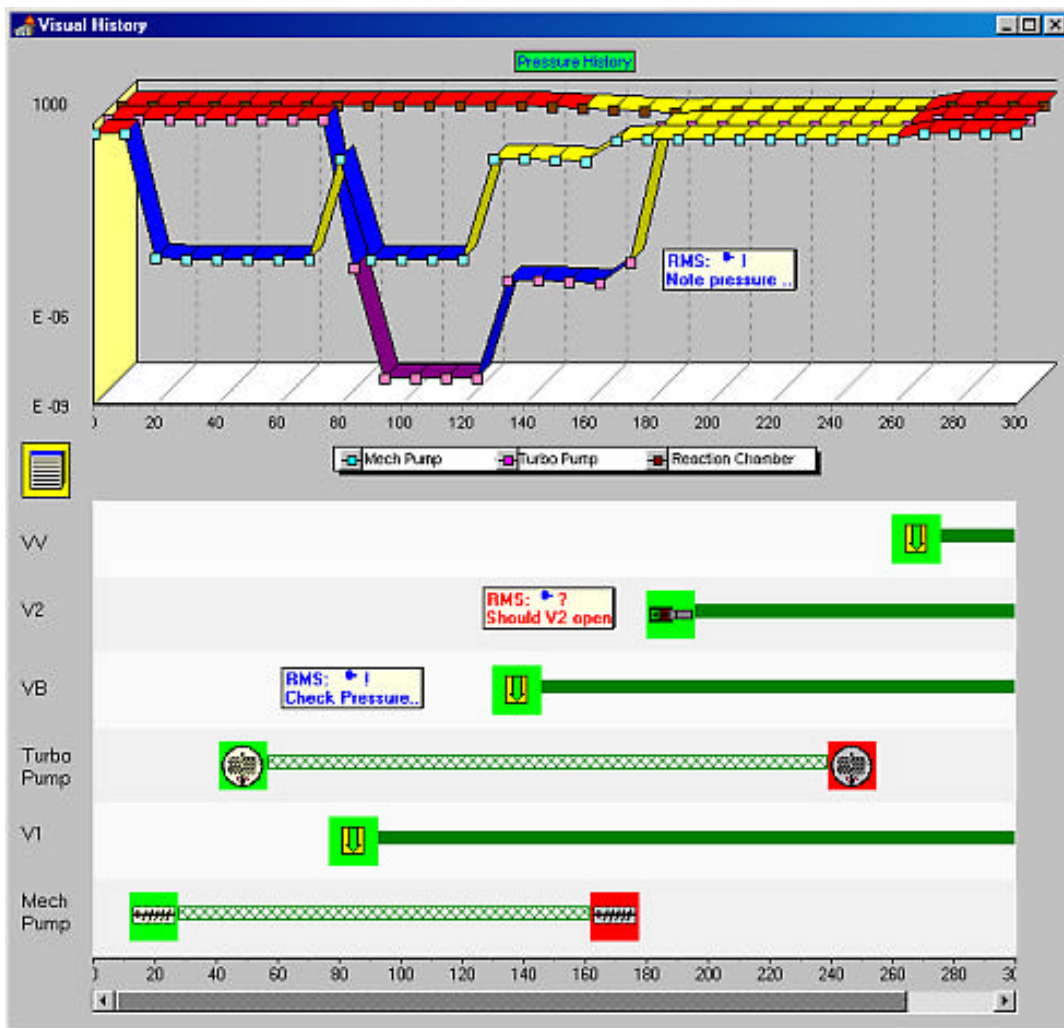 Visual History
Pressure History
1000
E -06
E -09
20 40 60 80 100 120 140 160 180 200 220 240 260 280 300
RMS: !
Note pressure ..
Mech Pump Turbo Pump Reaction Chamber
VV
V2
RMS: ?
Should V2 open
VB
RMS: !
Check Pressure..
Turbo
Pump
V1
Mech
Pump
20 40 60 80 100 120 140 160 180 200 220 240 260 280